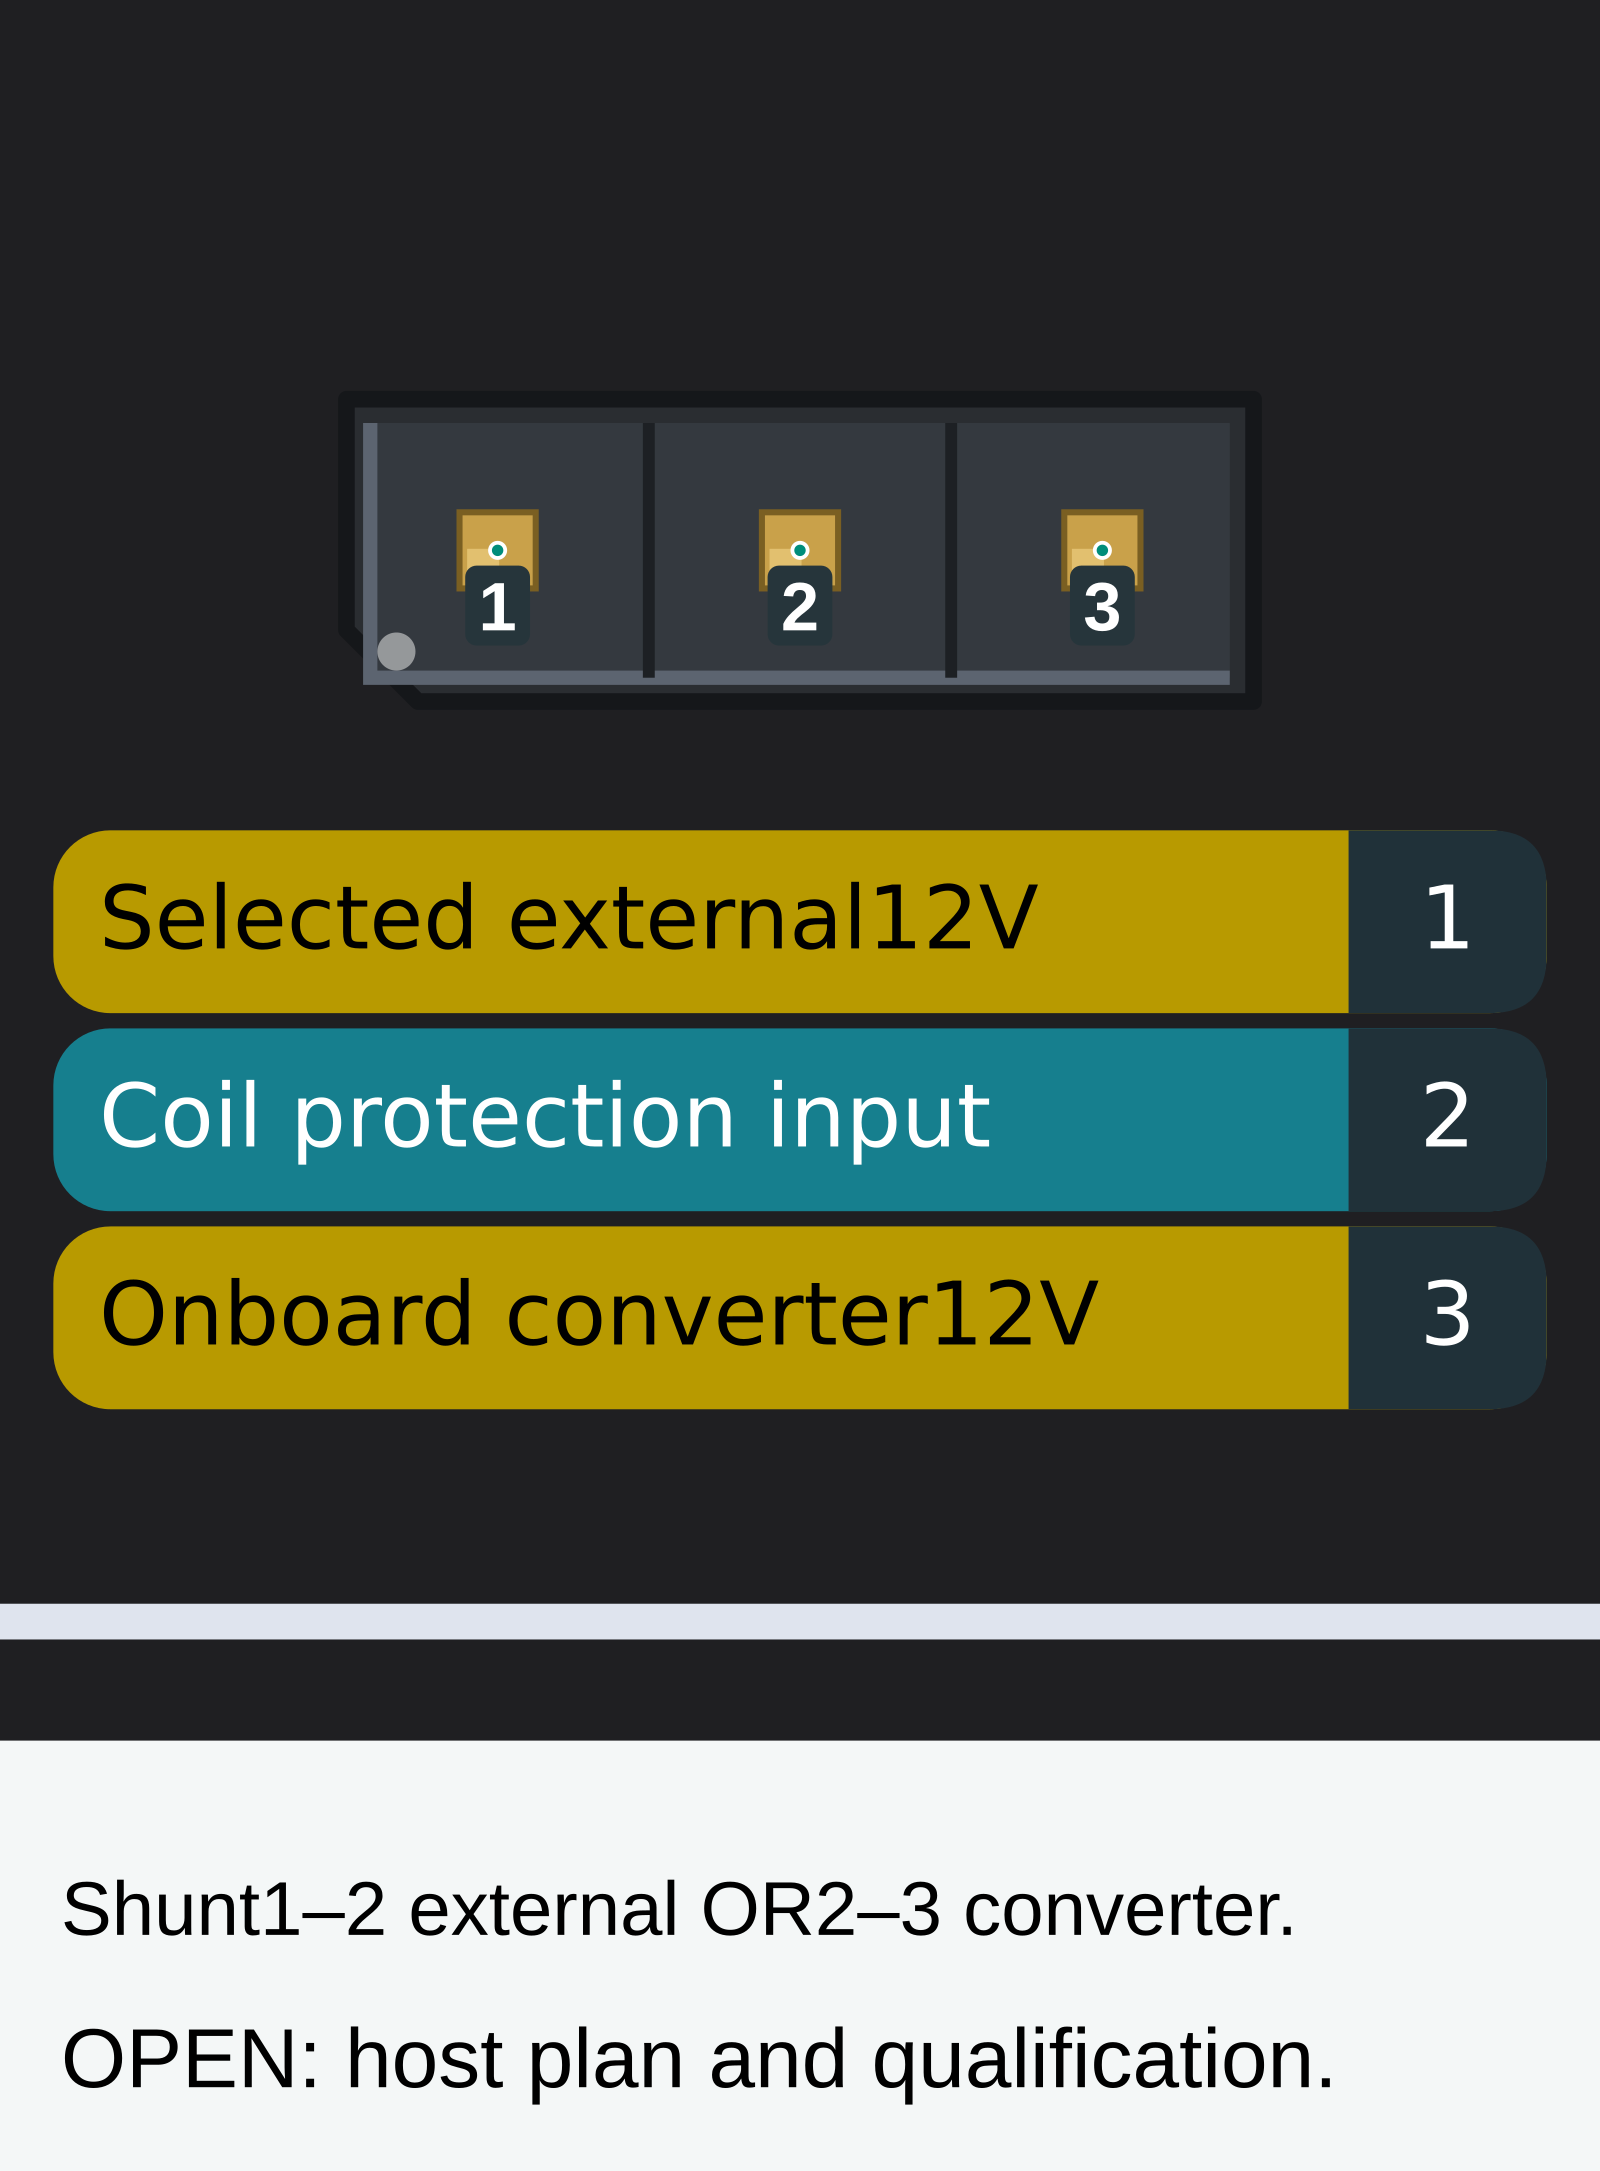 1 2 3
Selected external12V 1
Coil protection input 2
Onboard converter12V 3
Shunt1–2 external OR2–3 converter.
OPEN: host plan and qualification.